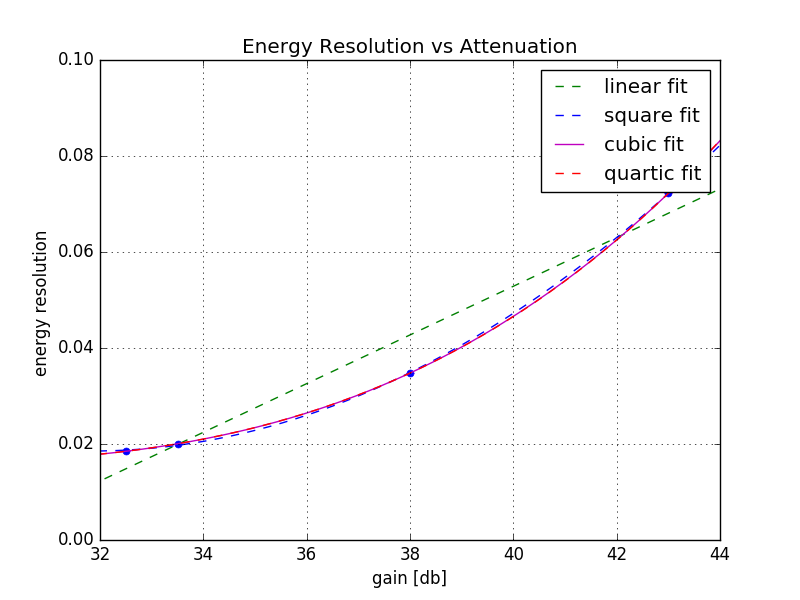 Energy Resolution vs Attenuation
0.10
0.08
0.06
0.04
0.02
0.00
energy resolution
linear fit
square fit
cubic fit
quartic fit
32 34 36 38 40 42 44
gain [db]